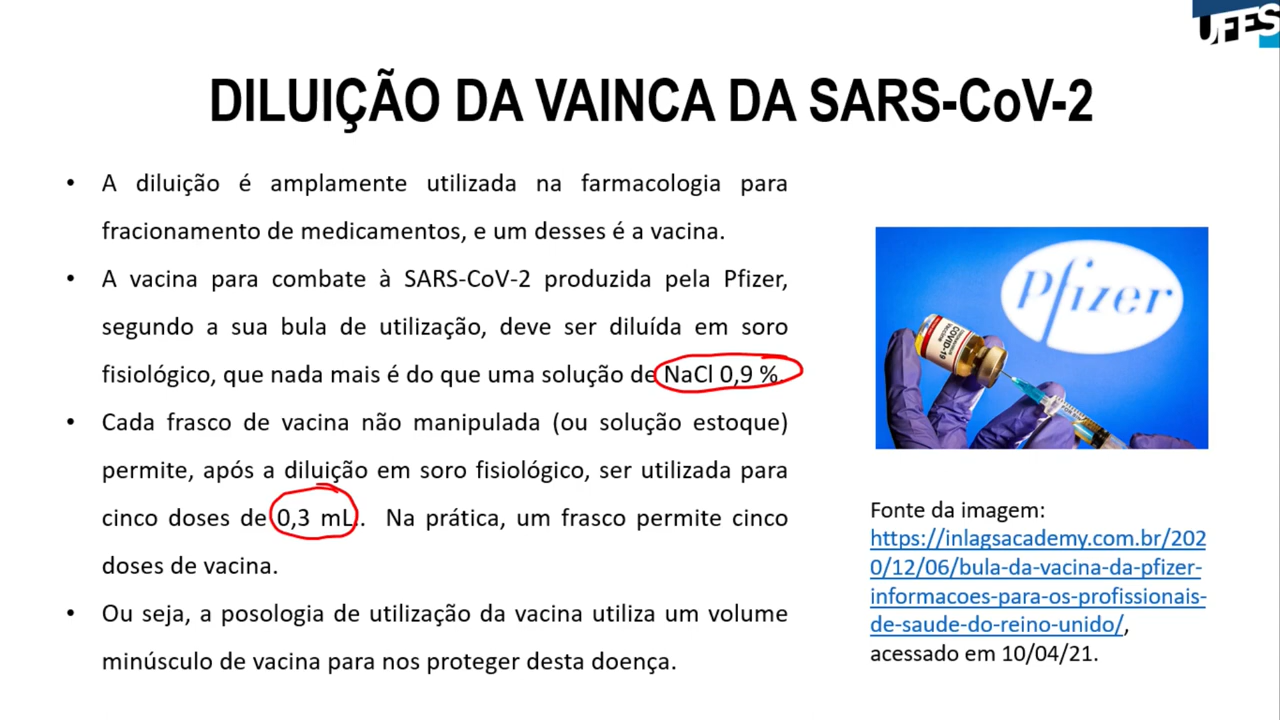 UFES
DILUIÇÃO DA VAINCA DA SARS-CoV-2
• A diluição é amplamente utilizada na farmacologia para
fracionamento de medicamentos, e um desses é a vacina.
• A vacina para combate à SARS-CoV-2 produzida pela Pfizer,
segundo a sua bula de utilização, deve ser diluída em soro
fisiológico, que nada mais é do que uma solução de NaCl 0,9 %.
• Cada frasco de vacina não manipulada (ou solução estoque)
permite, após a diluição em soro fisiológico, ser utilizada para
cinco doses de 0,3 mL. Na prática, um frasco permite cinco
doses de vacina.
• Ou seja, a posologia de utilização da vacina utiliza um volume
minúsculo de vacina para nos proteger desta doença.
Pfizer
COVID-19
Fonte da imagem:
https://inlagsacademy.com.br/202
0/12/06/bula-da-vacina-da-pfizer-
informacoes-para-os-profissionais-
de-saude-do-reino-unido/,
acessado em 10/04/21.